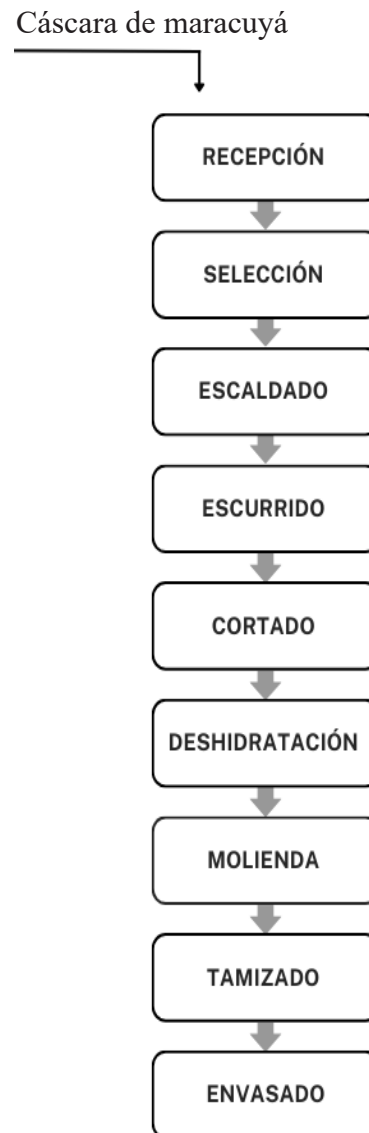 Cáscara de maracuyá
RECEPCIÓN
SELECCIÓN
ESCALDADO
ESCURRIDO
CORTADO
DESHIDRATACIÓN
MOLIENDA
TAMIZADO
ENVASADO